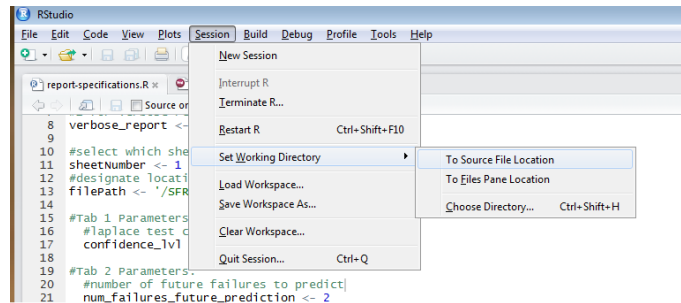 RStudio
File Edit Code View Plots Session Build Debug Profile Tools Help
New Session
Interrupt R
Terminate R...
Restart R Ctrl+Shift+F10
Set Working Directory
Load Workspace...
Save Workspace As...
Clear Workspace...
Quit Session... Ctrl+Q
To Source File Location
To Files Pane Location
Choose Directory... Ctrl+Shift+H
report-specifications.R
Source or
8 verbose_report <-
9
10 #select which she
11 sheetNumber <- 1
12 #designate locati
13 filePath <- '/SFR
14
15 #Tab 1 Parameters
16 #laplace test c
17 confidence_lvl
18
19 #Tab 2 Parameters:
20 #number of future failures to predict
21 num_failures_future_prediction <- 2